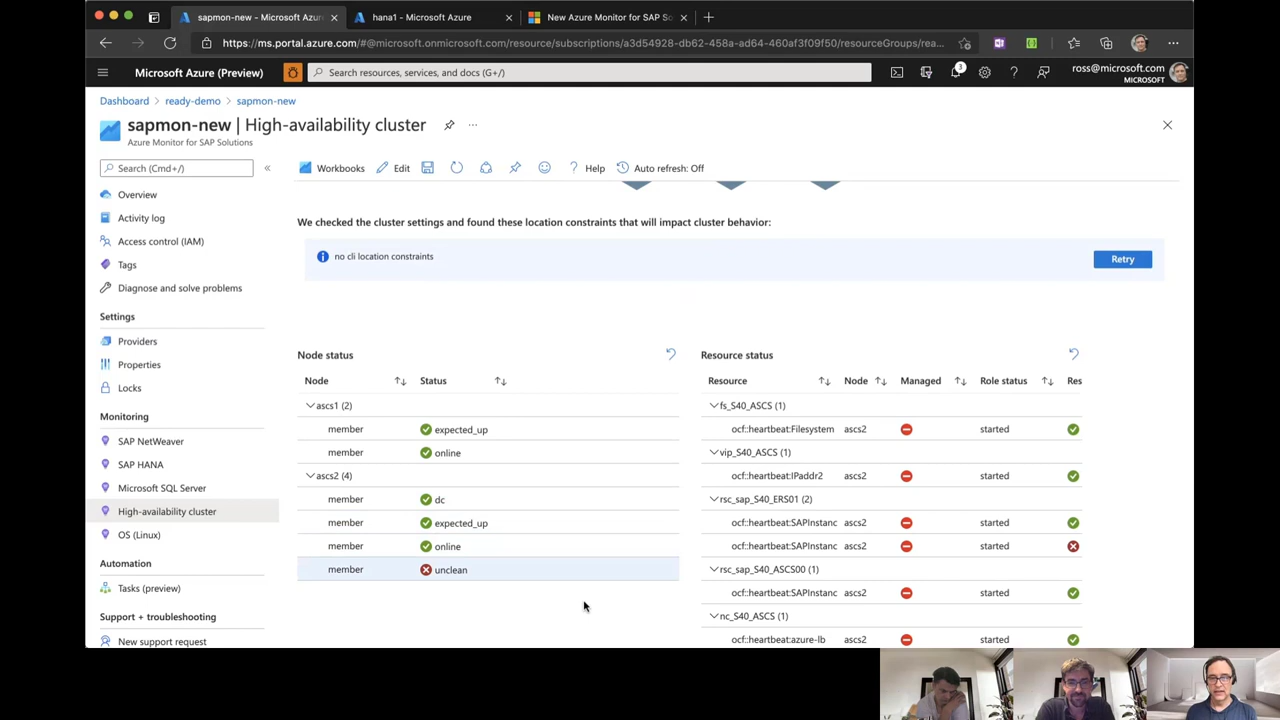 sapmon-new - Microsoft Azur
hana1 - Microsoft Azure
New Azure Monitor for SAP So
https://ms.portal.azure.com/#@microsoft.onmicrosoft.com/resource/subscriptions/a3d54928-db62-458a-ad64-460af3f09f50/resourceGroups/rea...
Microsoft Azure (Preview)
Search resources, services, and docs (G+/)
3
ross@microsoft.com
MICROSOFT
Dashboard > ready-demo > sapmon-new
sapmon-new | High-availability cluster
Azure Monitor for SAP Solutions
Search (Cmd+/)
Workbooks Edit Help Auto refresh: Off
Overview
Activity log
Access control (IAM)
Tags
Diagnose and solve problems
Settings
Providers
Properties
Locks
Monitoring
SAP NetWeaver
SAP HANA
Microsoft SQL Server
High-availability cluster
OS (Linux)
Automation
Tasks (preview)
Support + troubleshooting
New support request
We checked the cluster settings and found these location constraints that will impact cluster behavior:
no cli location constraints
Retry
Node status
Node Status
ascs1 (2)
member expected_up
member online
ascs2 (4)
member dc
member expected_up
member online
member unclean
Resource status
Resource Node Managed Role status Res
fs_S40_ASCS (1)
ocf::heartbeat:Filesystem ascs2 started
vip_S40_ASCS (1)
ocf::heartbeat:IPaddr2 ascs2 started
rsc_sap_S40_ERS01 (2)
ocf::heartbeat:SAPInstanc ascs2 started
ocf::heartbeat:SAPInstanc ascs2 started
rsc_sap_S40_ASCS00 (1)
ocf::heartbeat:SAPInstanc ascs2 started
nc_S40_ASCS (1)
ocf::heartbeat:azure-lb ascs2 started